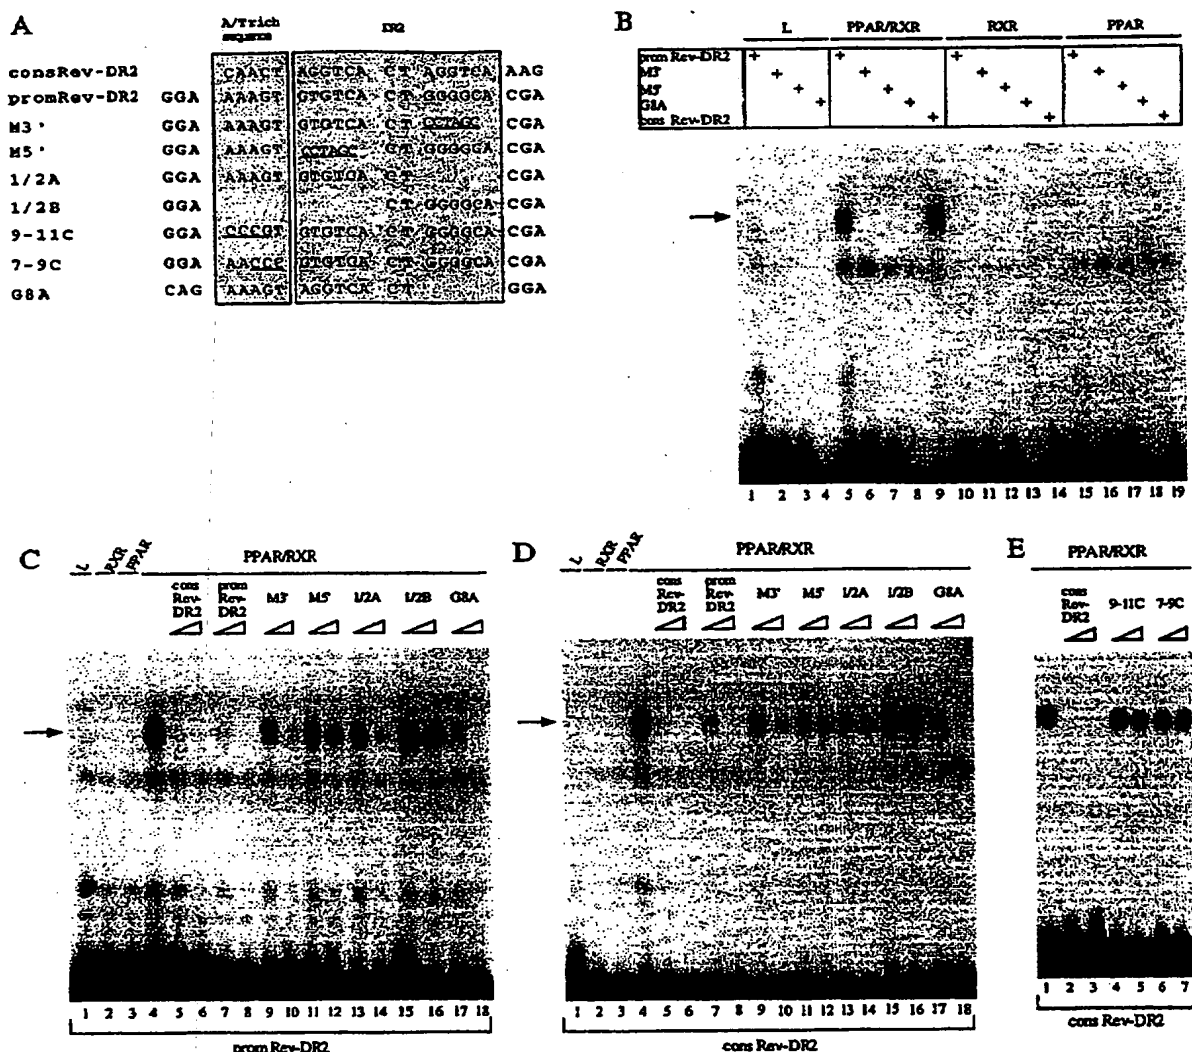 A
A/Trich
sequence
DR2
consRev-DR2 CAACT AGGTCA CT AGGTCA AAG
promRev-DR2 GGA AAAGT GTGTCA CT GGGGCA CGA
M3' GGA AAAGT GTGTCA CT CCTAGC CGA
M5' GGA AAAGT CCTAGC GT GGGGGA CGA
1/2A GGA AAAGT GTGTCA CT
1/2B GGA CT GGGGCA CGA
9-11C GGA CCCGT GTGTCA CT GGGGCA CGA
7-9C GGA AACCC GTGTCA CT GGGGCA CGA
G8A CAG AAAGT AGGTCA CT GGA
B
L PPAR/RXR RXR PPAR
prom Rev-DR2 + + + +
M3' + + + +
M5' + + + +
G8A + + + +
cons Rev-DR2 + + +
1 2 3 4 5 6 7 8 9 10 11 12 13 14 15 16 17 18 19
C
L RXR PPAR PPAR/RXR
cons Rev-DR2 prom Rev-DR2 M3' M5' 1/2A 1/2B G8A
1 2 3 4 5 6 7 8 9 10 11 12 13 14 15 16 17 18
prom Rev-DR2
D
L RXR PPAR PPAR/RXR
cons Rev-DR2 prom Rev-DR2 M3' M5' 1/2A 1/2B G8A
1 2 3 4 5 6 7 8 9 10 11 12 13 14 15 16 17 18
cons Rev-DR2
E
PPAR/RXR
cons Rev-DR2 9-11C 7-9C
1 2 3 4 5 6 7
cons Rev-DR2